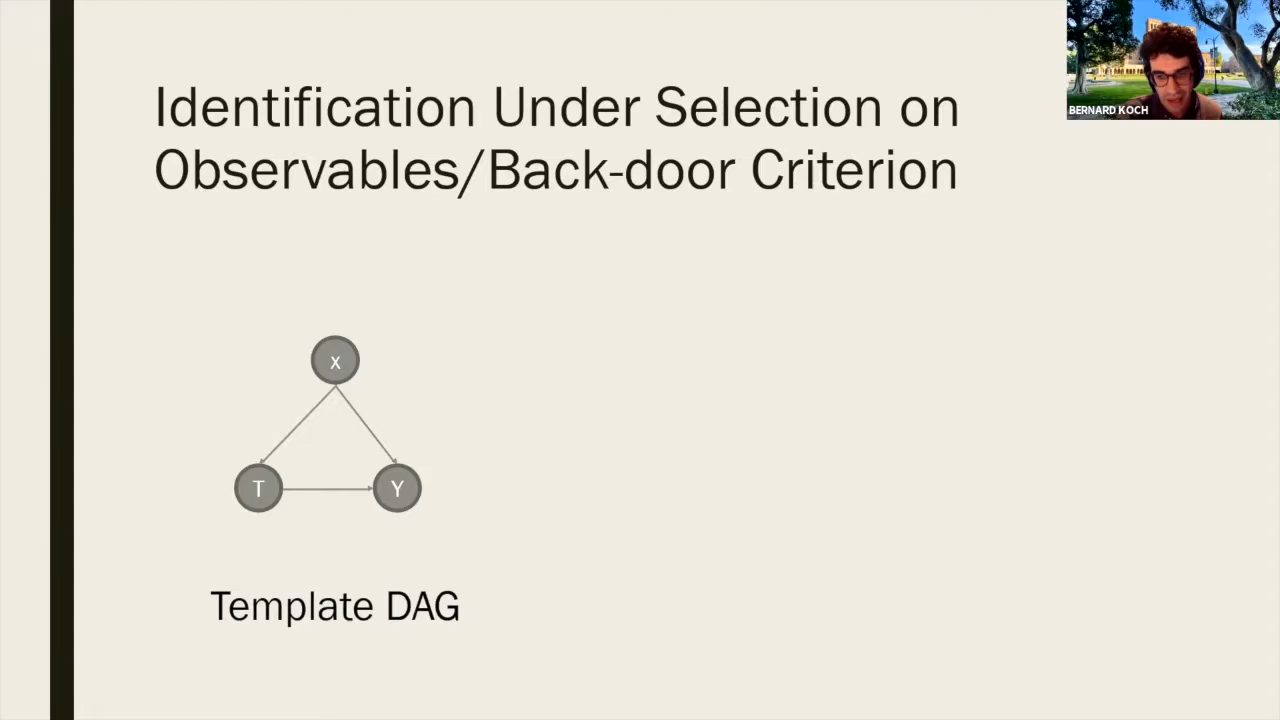 Identification Under Selection on
Observables/Back-door Criterion
BERNARD KOCH
x
T
Y
Template DAG